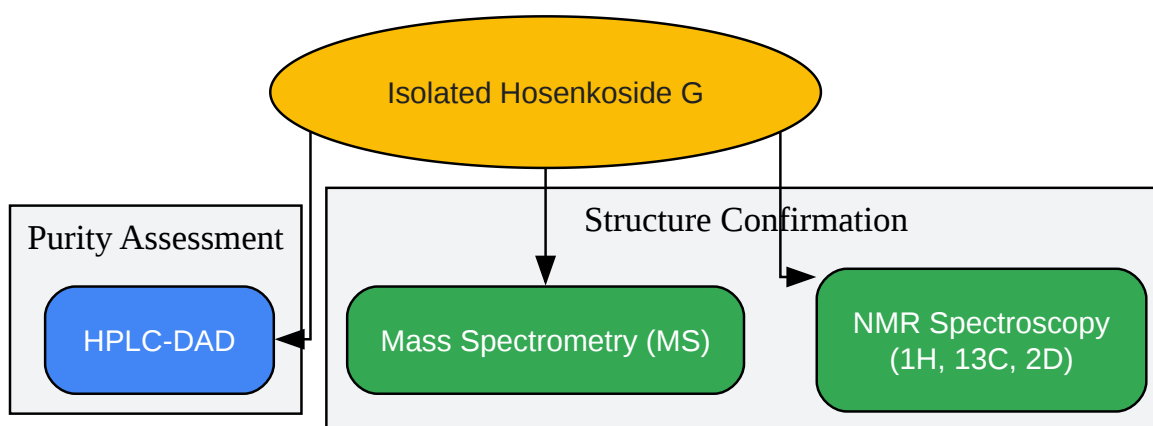 Isolated Hosenkoside G
Purity Assessment
Structure Confirmation
HPLC-DAD
Mass Spectrometry (MS)
NMR Spectroscopy
(1H, 13C, 2D)